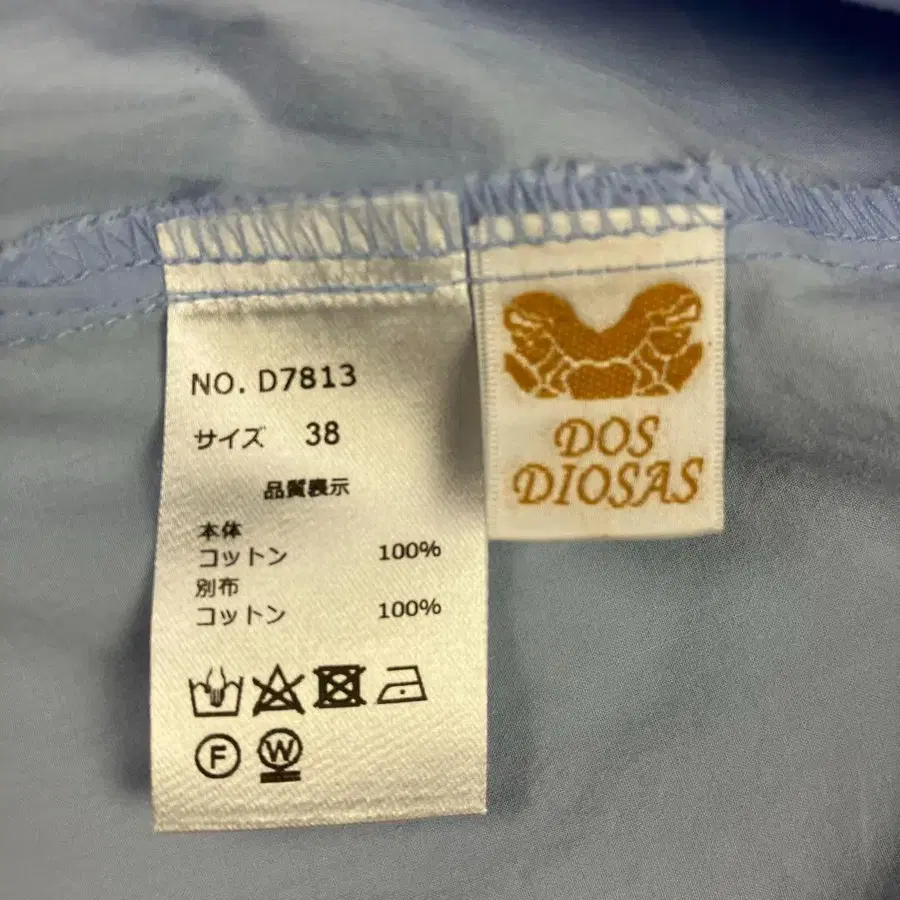 NO. D7813
サイズ 38
品質表示
本体
コットン 100%
別布
コットン 100%
F W
DOS
DIOSAS